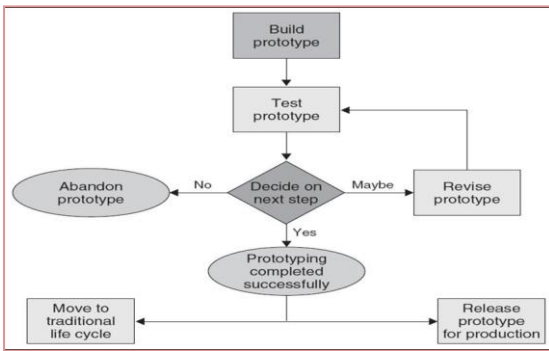 Build
prototype
Test
prototype
Abandon
prototype
No
Decide on
next step
Maybe
Revise
prototype
Yes
Prototyping
completed
successfully
Move to
traditional
life cycle
Release
prototype
for production